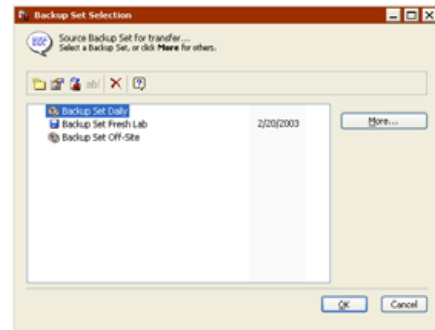 Backup Set Selection
Source Backup Set for transfer...
Select a Backup Set, or click More for others.
Backup Set Daily
Backup Set Fresh Lab 2/20/2003
Backup Set Off-Site
More...
OK Cancel